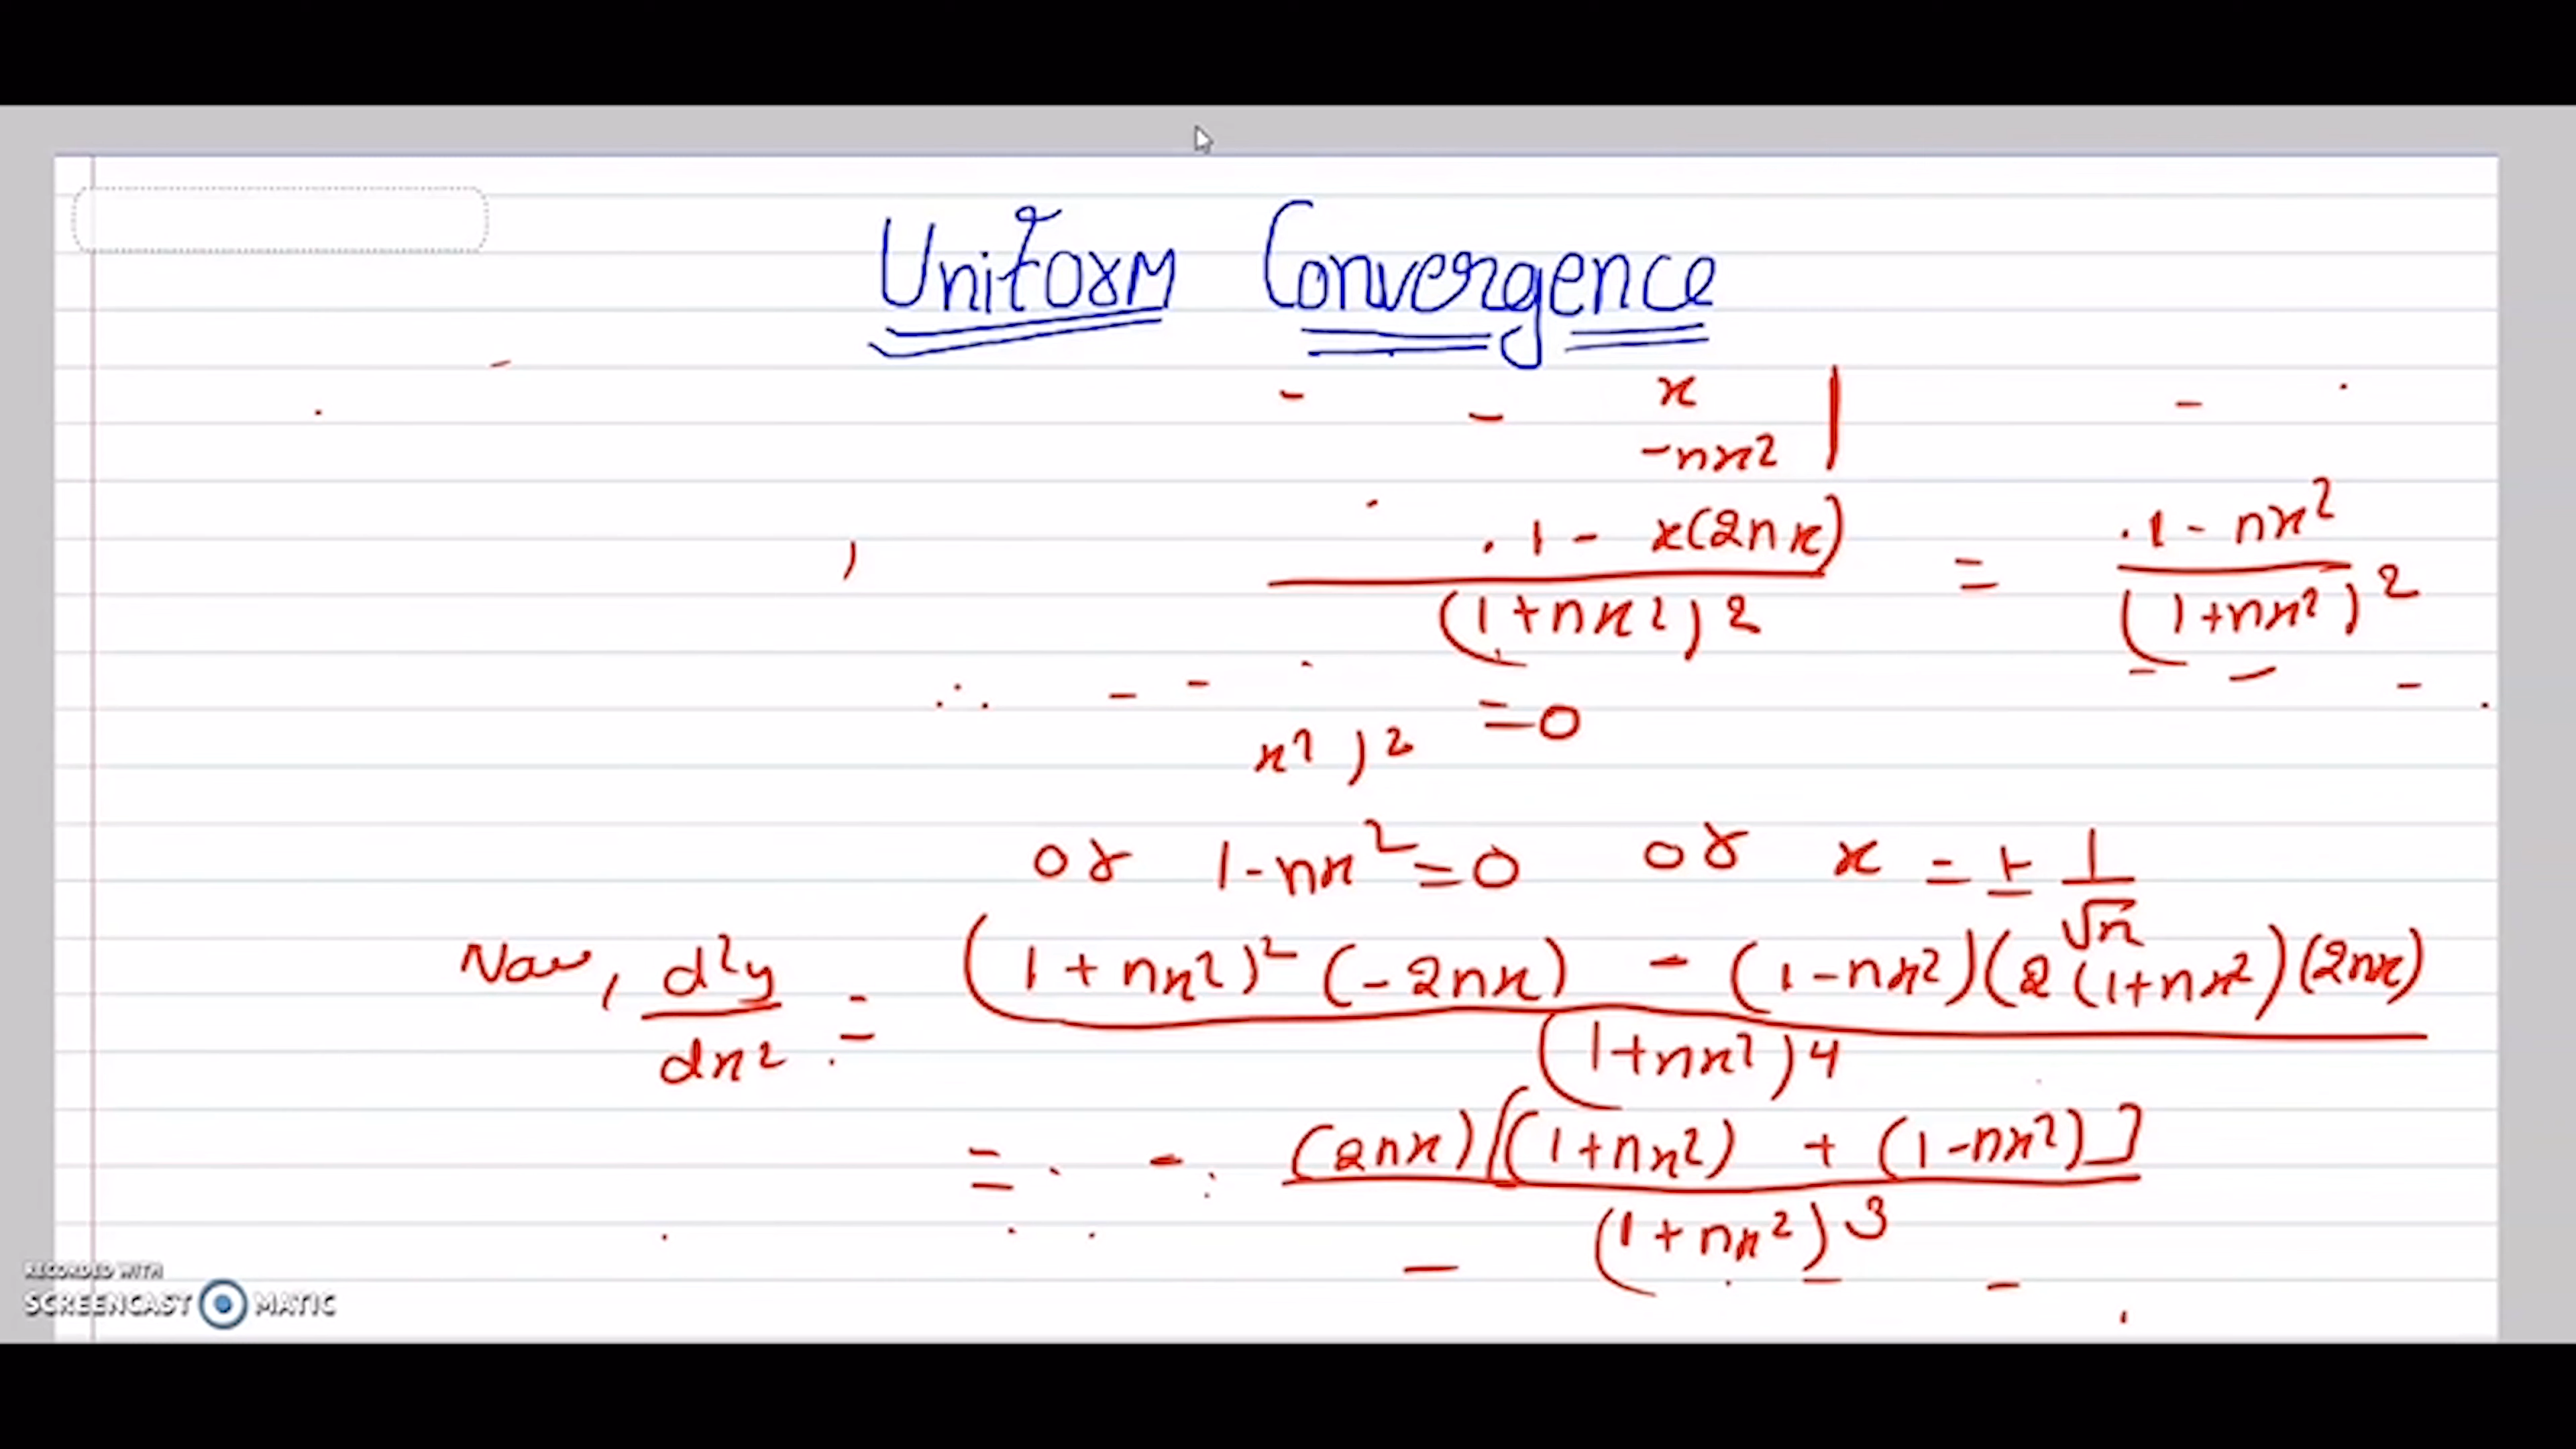 Uniform Convergence
x
-nx² |
1 - x(2nx) / (1+nx²)² = 1 - nx² / (1+nx²)²
∴ x²)² = 0
or 1-nx²=0 or x = ± 1/√n
Now, d²y/dx² = (1+nx²)² (-2nx) - (1-nx²)(2(1+nx²)(2nx) / (1+nx²)4
= - (2nx)[(1+nx²) + (1-nx²)] / (1+nx²)3
RECORDED WITH
SCREENCAST MATIC